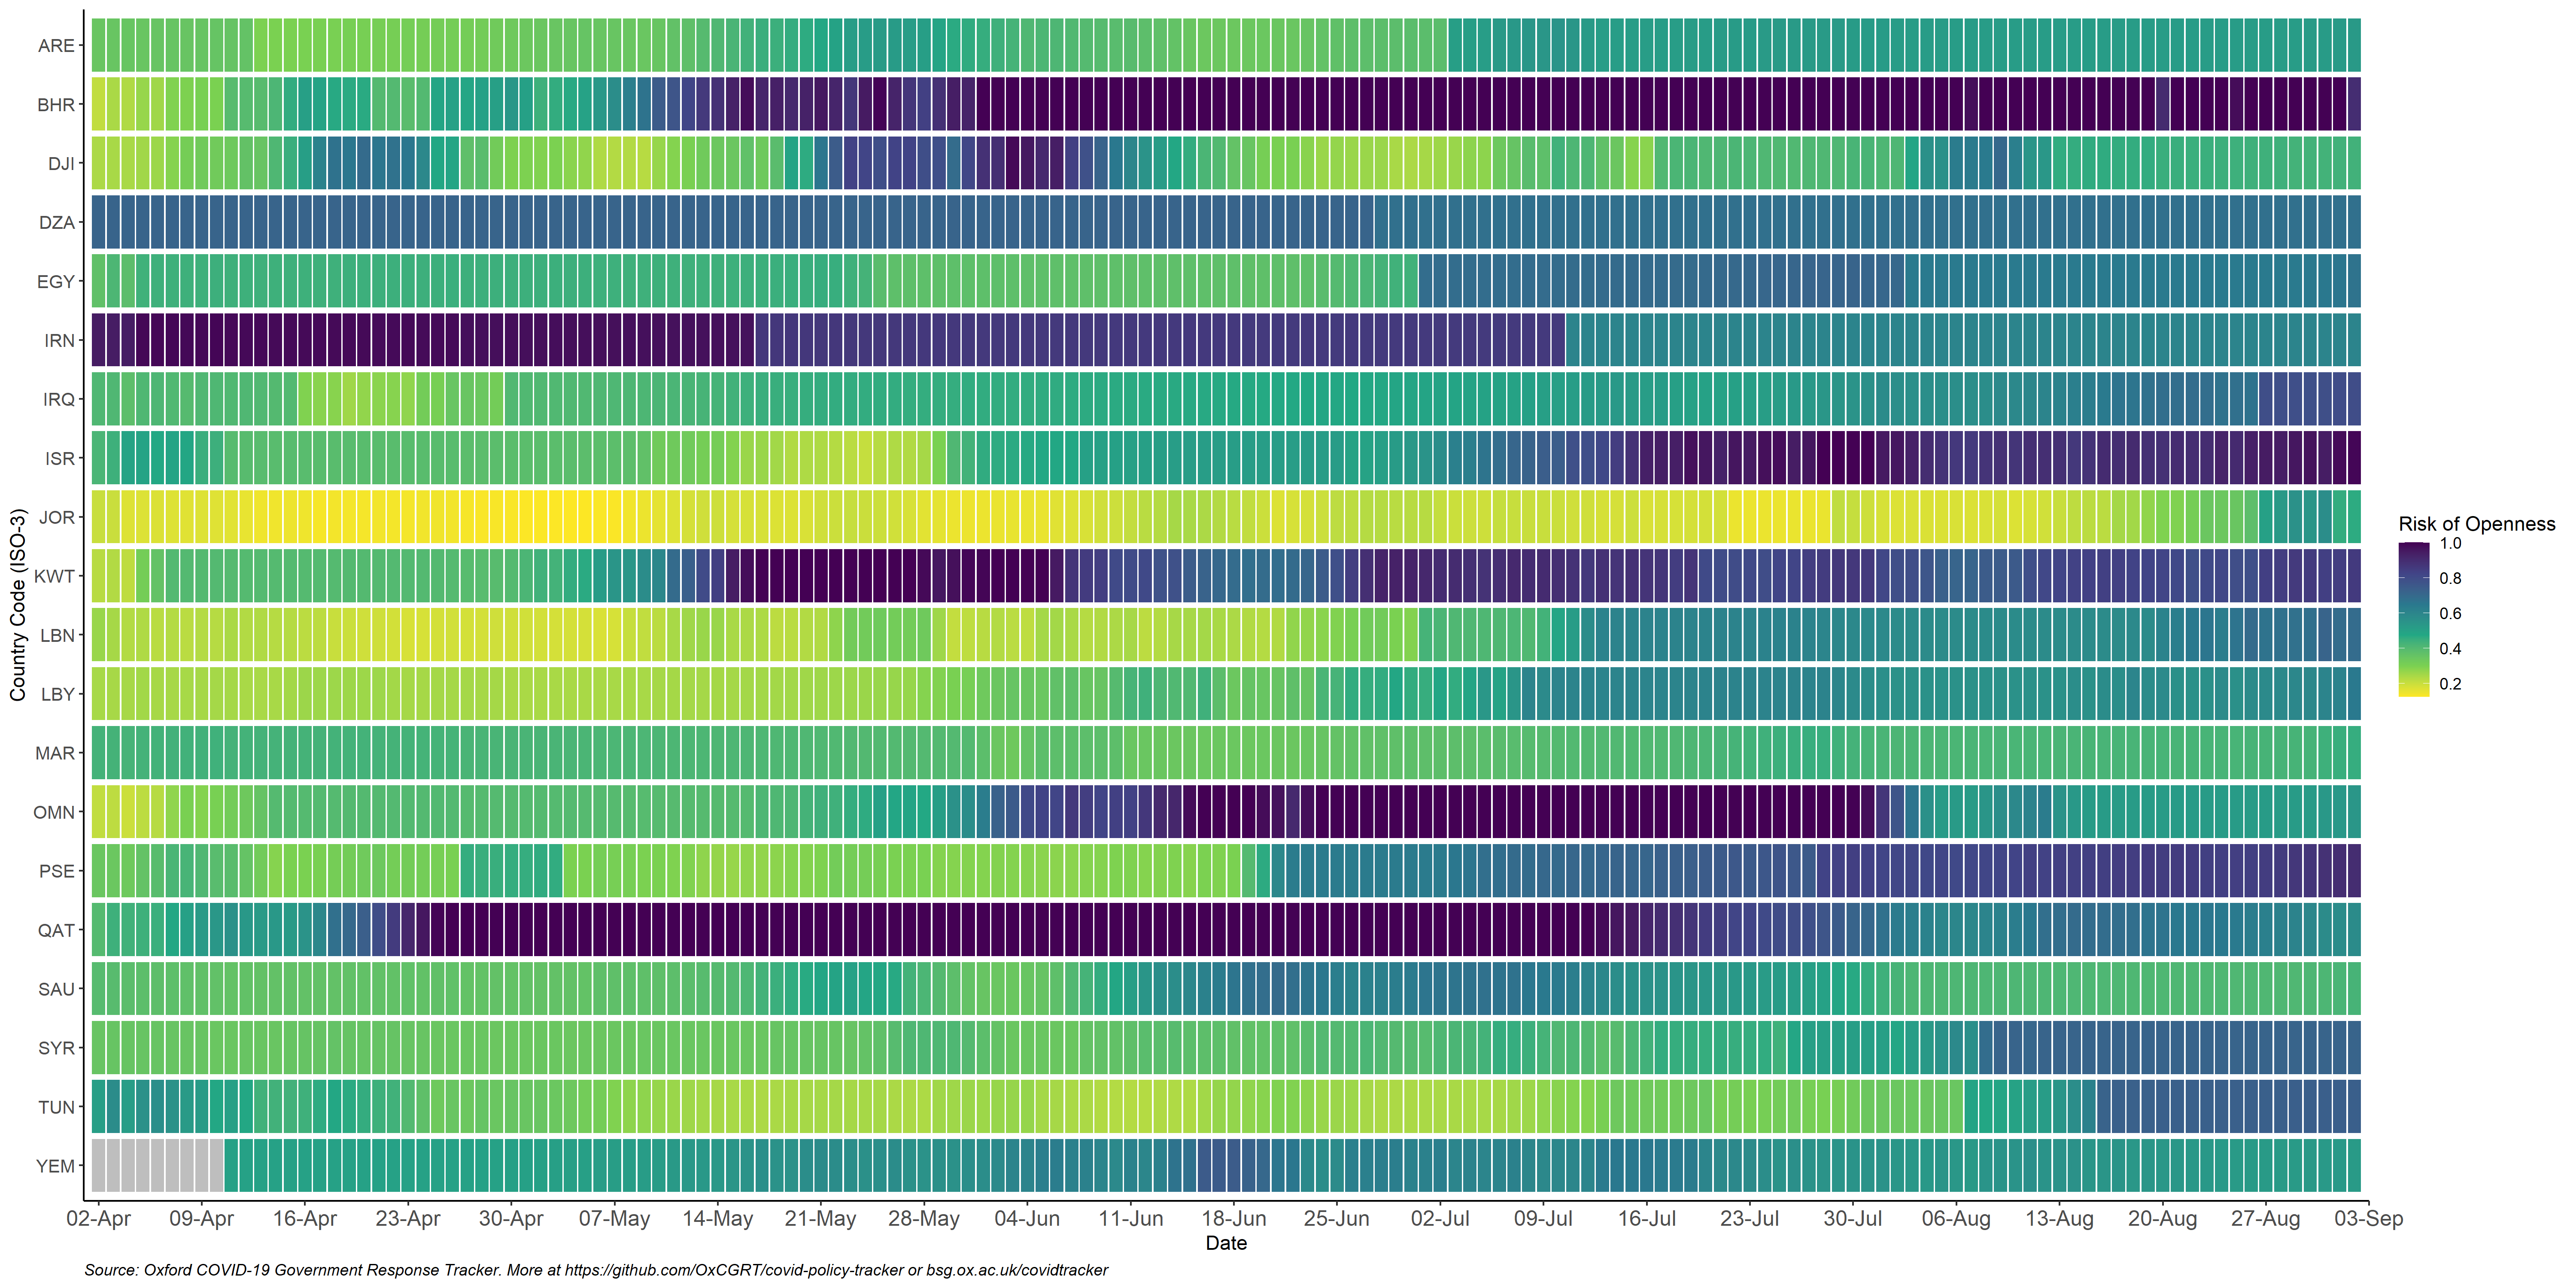 ARE
BHR
DJI
DZA
EGY
IRN
IRQ
ISR
JOR
KWT
LBN
LBY
MAR
OMN
PSE
QAT
SAU
SYR
TUN
YEM
Country Code (ISO-3)
02-Apr 09-Apr 16-Apr 23-Apr 30-Apr 07-May 14-May 21-May 28-May 04-Jun 11-Jun 18-Jun 25-Jun 02-Jul 09-Jul 16-Jul 23-Jul 30-Jul 06-Aug 13-Aug 20-Aug 27-Aug 03-Sep
Date
Risk of Openness
1.0
0.8
0.6
0.4
0.2
Source: Oxford COVID-19 Government Response Tracker. More at https://github.com/OxCGRT/covid-policy-tracker or bsg.ox.ac.uk/covidtracker